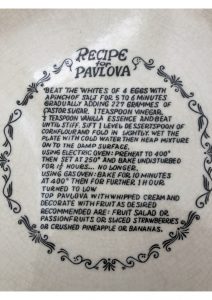 RECIPE
for
PAVLOVA
BEAT THE WHITES OF 4 EGGS WITH
A PINCH OF SALT FOR 5 TO 6 MINUTES
GRADUALLY ADDING 227 GRAMMES OF
CASTOR SUGAR. 1 TEASPOON VINEGAR,
½ TEASPOON VANILLA ESSENCE AND BEAT
UNTIL STIFF. SIFT 1 LEVEL DESSERTSPOON OF
CORNFLOUR AND FOLD IN LIGHTLY. WET THE
PLATE WITH COLD WATER THEN HEAP MIXTURE
ON TO THE DAMP SURFACE.
USING ELECTRIC OVEN: PREHEAT TO 400°
THEN SET AT 250° AND BAKE UNDISTURBED
FOR 1½ HOURS... NO LONGER.
USING GAS OVEN: BAKE FOR 10 MINUTES
AT 400° THEN FOR FURTHER 1 HOUR
TURNED TO LOW
TOP PAVLOVA WITH WHIPPED CREAM AND
DECORATE WITH FRUIT AS DESIRED
RECOMMENDED ARE: FRUIT SALAD OR
PASSIONFRUITS OR SLICED STRAWBERRIES
OR CRUSHED PINEAPPLE OR BANANAS.